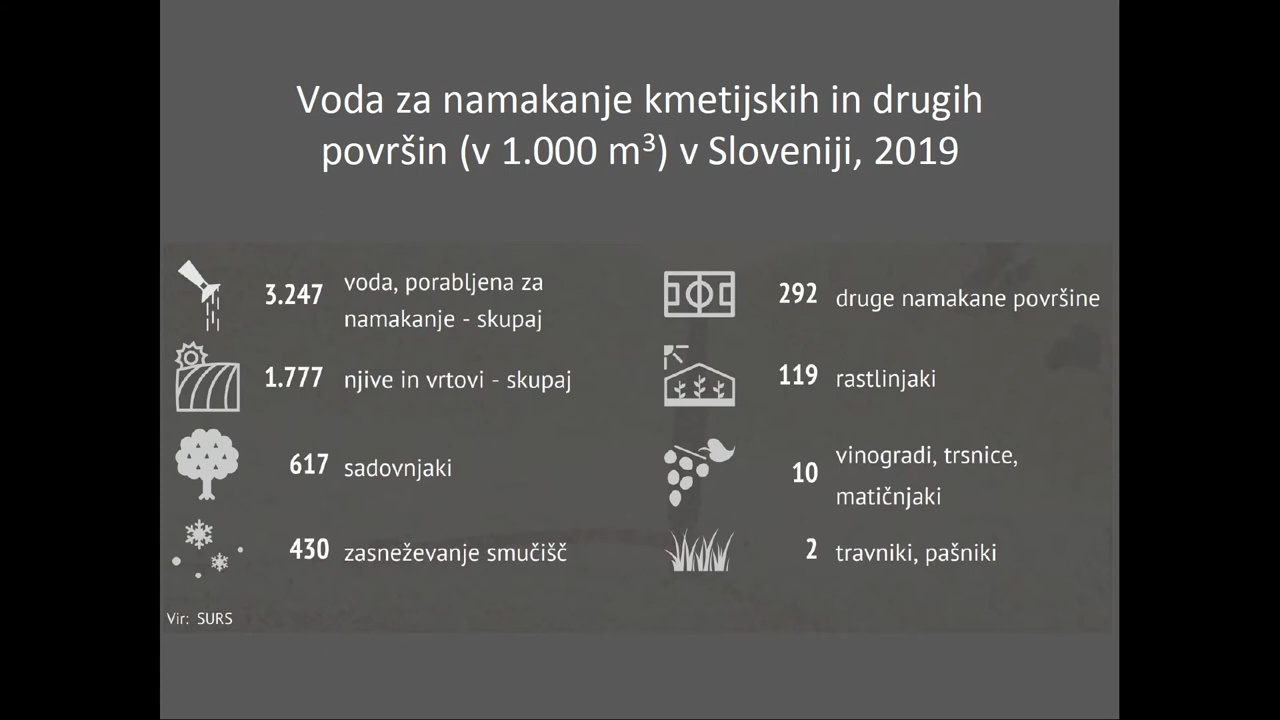 Voda za namakanje kmetijskih in drugih
površin (v 1.000 m³) v Sloveniji, 2019
3.247 voda, porabljena za
namakanje - skupaj
1.777 njive in vrtovi - skupaj
617 sadovnjaki
430 zasneževanje smučišč
292 druge namakane površine
119 rastlinjaki
10 vinogradi, trsnice,
matičnjaki
2 travniki, pašniki
Vir: SURS